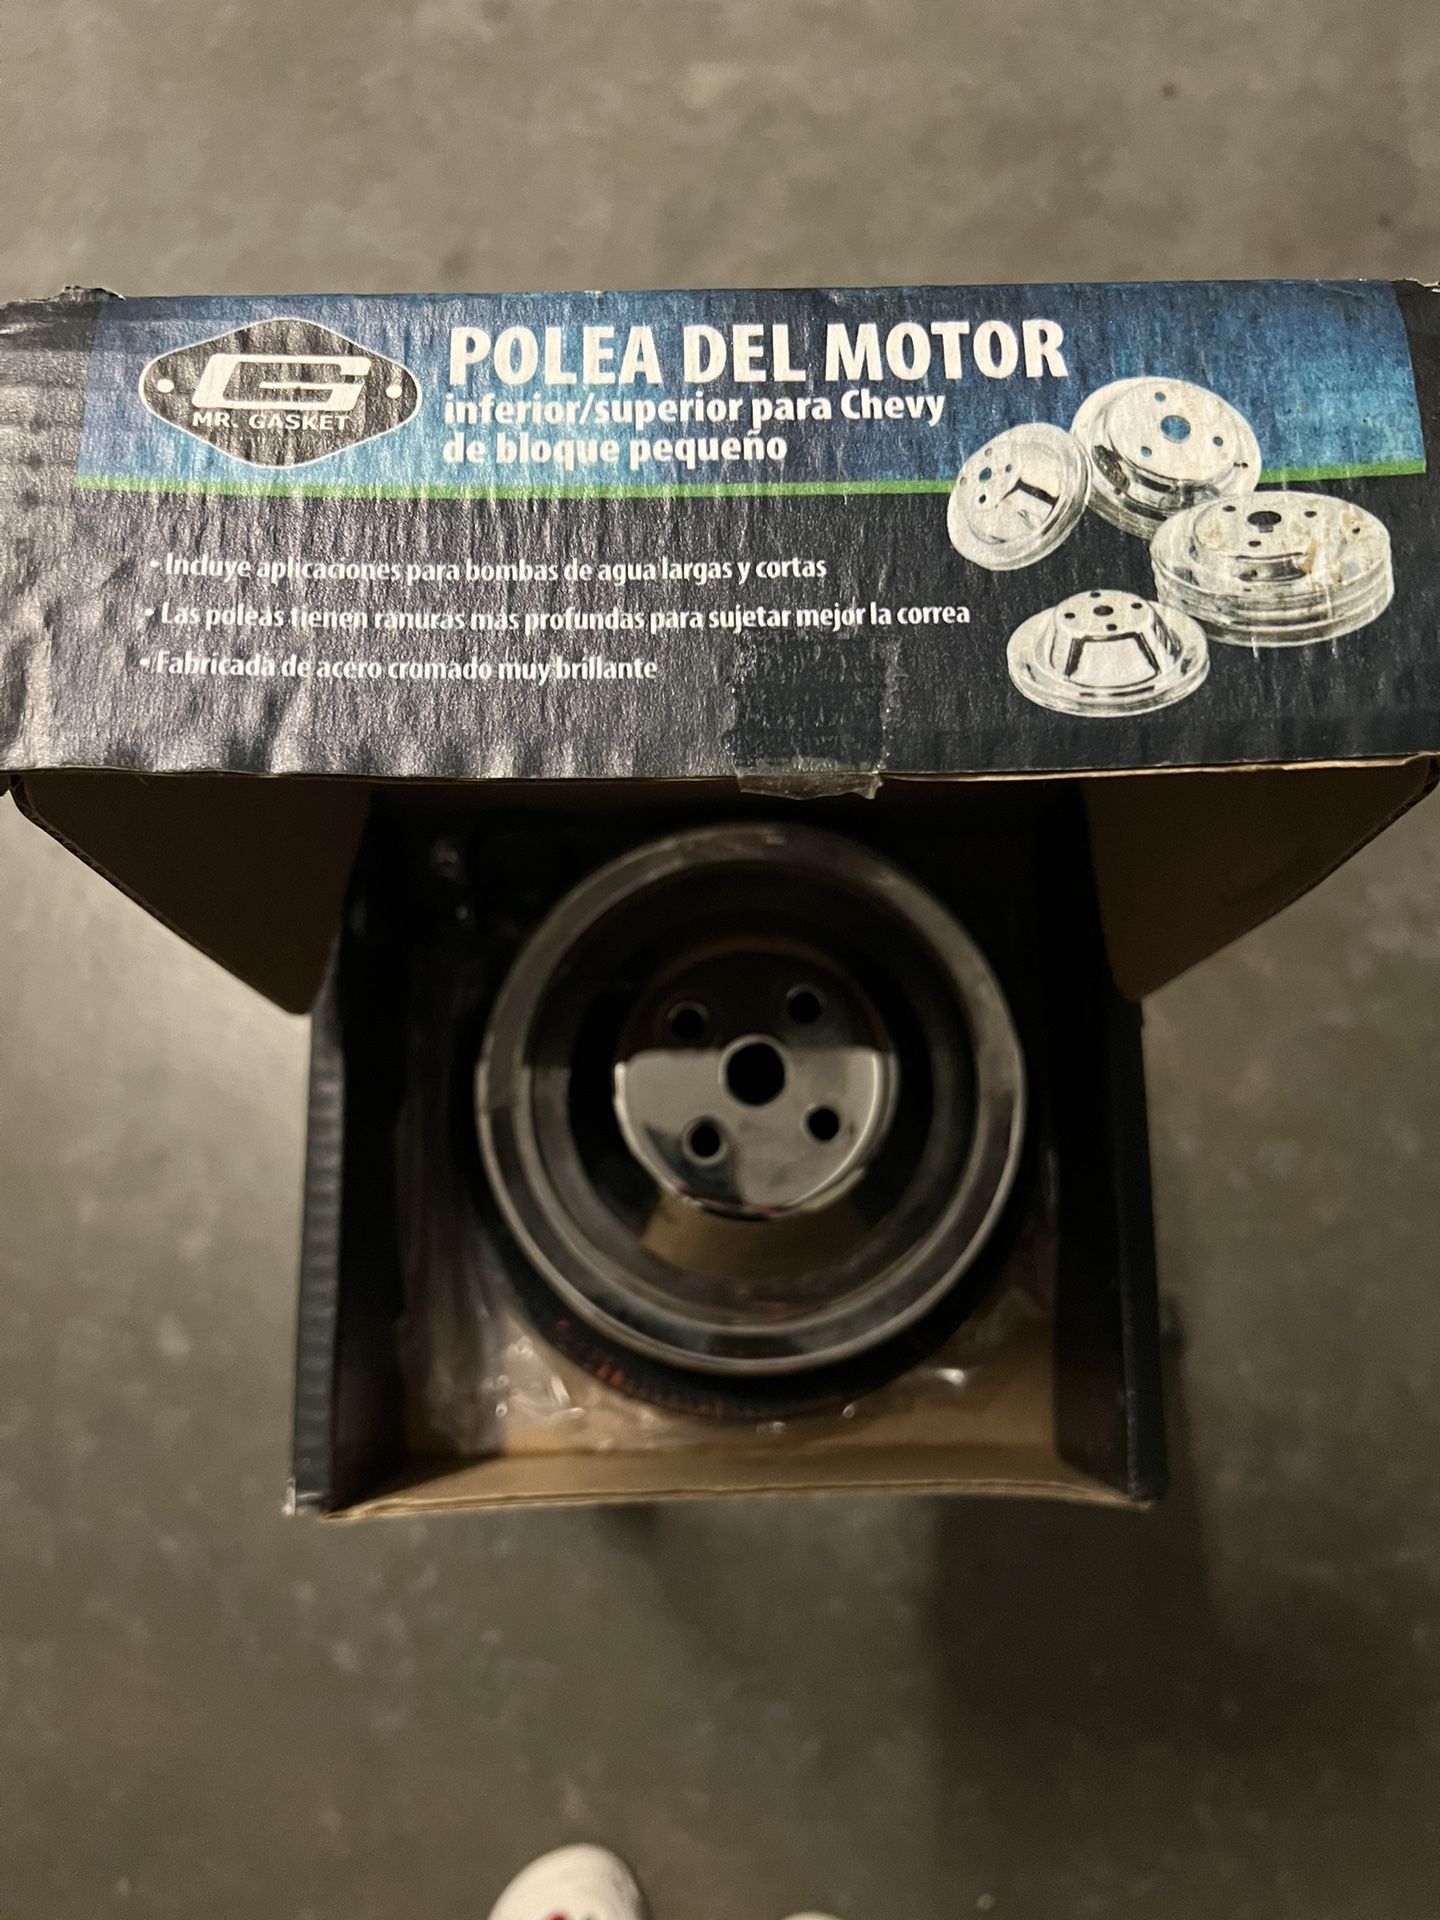 G
MR. GASKET
POLEA DEL MOTOR
inferior/superior para Chevy
de bloque pequeño
• Incluye aplicaciones para bombas de agua largas y cortas
• Las poleas tienen ranuras más profundas para sujetar mejor la correa
• Fabricada de acero cromado muy brillante